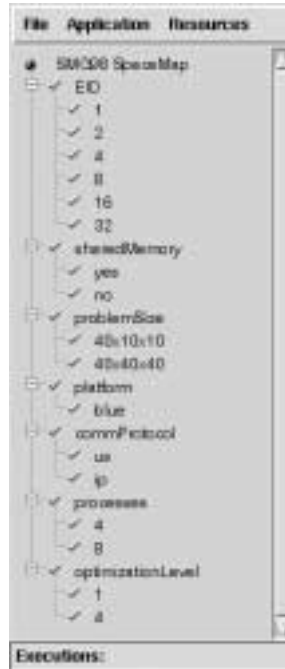 File Application Resources
SMG98 SpaceMap
EID
1
2
4
8
16
32
sharedMemory
yes
no
problemSize
40x10x10
40x40x40
platform
blue
commProtocol
us
ip
processes
4
8
optimizationLevel
1
4
Executions: